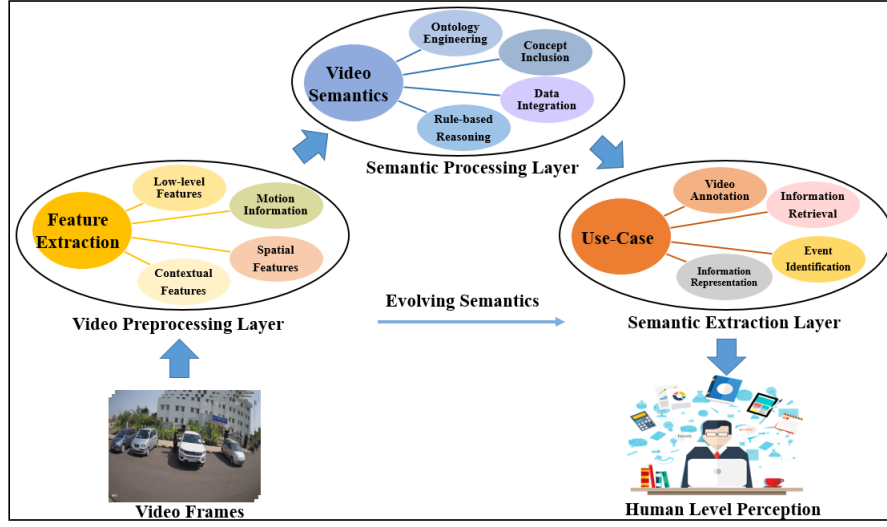 Ontology
Engineering
Concept
Inclusion
Video
Semantics
Data
Integration
Rule-based
Reasoning
Semantic Processing Layer
Low-level
Features
Motion
Information
Feature
Extraction
Spatial
Features
Contextual
Features
Video Preprocessing Layer
Evolving Semantics
Video
Annotation
Information
Retrieval
Use-Case
Event
Identification
Information
Representation
Semantic Extraction Layer
Video Frames
Human Level Perception